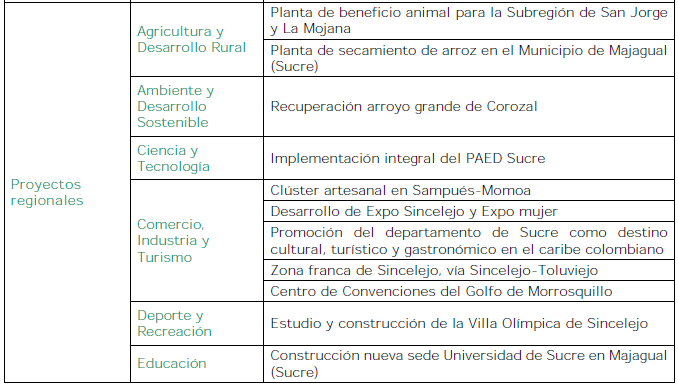 Proyectos
regionales
Agricultura y
Desarrollo Rural
Planta de beneficio animal para la Subregión de San Jorge
y La Mojana
Planta de secamiento de arroz en el Municipio de Majagual
(Sucre)
Ambiente y
Desarrollo
Sostenible
Recuperación arroyo grande de Corozal
Ciencia y
Tecnología
Implementación integral del PAED Sucre
Comercio,
Industria y
Turismo
Clúster artesanal en Sampués-Momoa
Desarrollo de Expo Sincelejo y Expo mujer
Promoción del departamento de Sucre como destino
cultural, turístico y gastronómico en el caribe colombiano
Zona franca de Sincelejo, vía Sincelejo-Toluviejo
Centro de Convenciones del Golfo de Morrosquillo
Deporte y
Recreación
Estudio y construcción de la Villa Olímpica de Sincelejo
Educación
Construcción nueva sede Universidad de Sucre en Majagual
(Sucre)